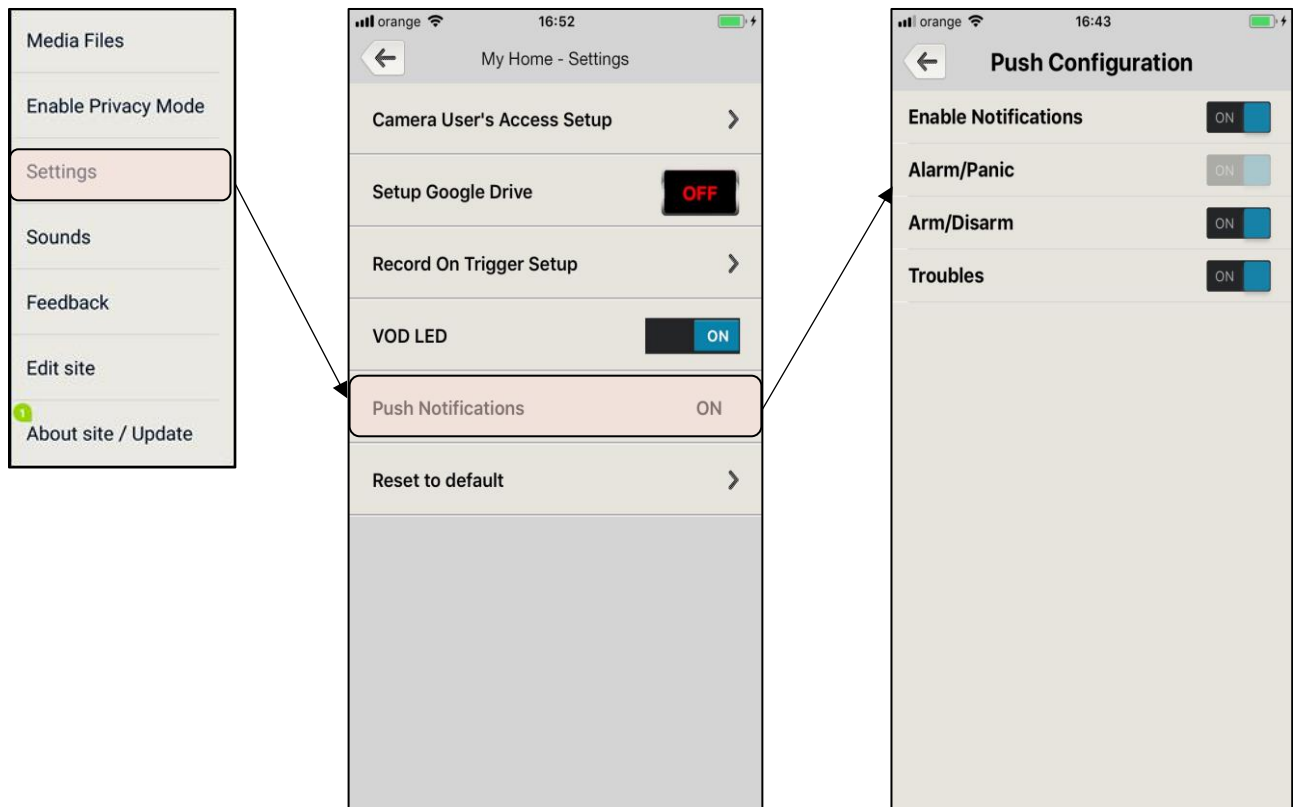 Media Files
Enable Privacy Mode
Settings
Sounds
Feedback
Edit site
1
About site / Update
orange 16:52
My Home - Settings
Camera User's Access Setup
Setup Google Drive OFF
Record On Trigger Setup
VOD LED ON
Push Notifications ON
Reset to default
orange 16:43
Push Configuration
Enable Notifications ON
Alarm/Panic ON
Arm/Disarm ON
Troubles ON